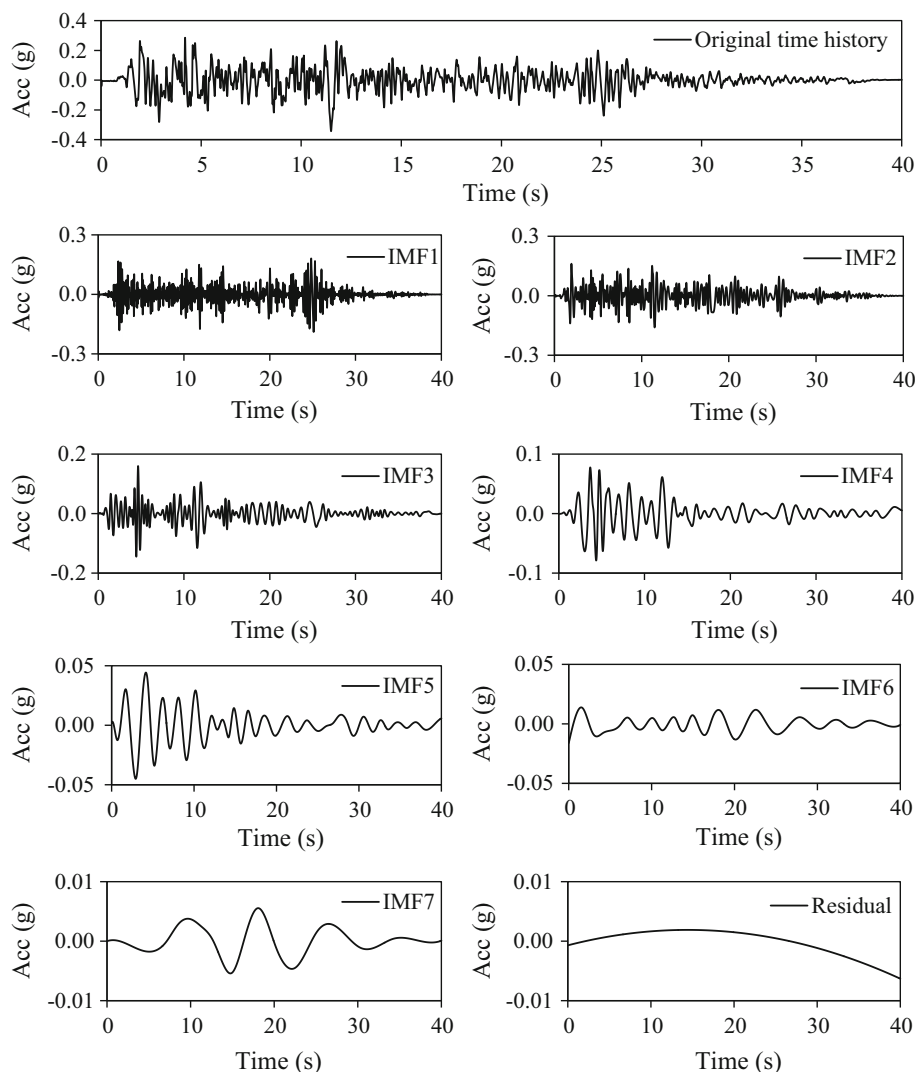 Original time history
Acc (g)
0.4
0.2
0.0
-0.2
-0.4
0 5 10 15 20 25 30 35 40
Time (s)
IMF1
Acc (g)
0.3
0.0
-0.3
0 10 20 30 40
Time (s)
IMF2
Acc (g)
0.3
0.0
-0.3
0 10 20 30 40
Time (s)
IMF3
Acc (g)
0.2
0.0
-0.2
0 10 20 30 40
Time (s)
IMF4
Acc (g)
0.1
0.0
-0.1
0 10 20 30 40
Time (s)
IMF5
Acc (g)
0.05
0.00
-0.05
0 10 20 30 40
Time (s)
IMF6
Acc (g)
0.05
0.00
-0.05
0 10 20 30 40
Time (s)
IMF7
Acc (g)
0.01
0.00
-0.01
0 10 20 30 40
Time (s)
Residual
Acc (g)
0.01
0.00
-0.01
0 10 20 30 40
Time (s)